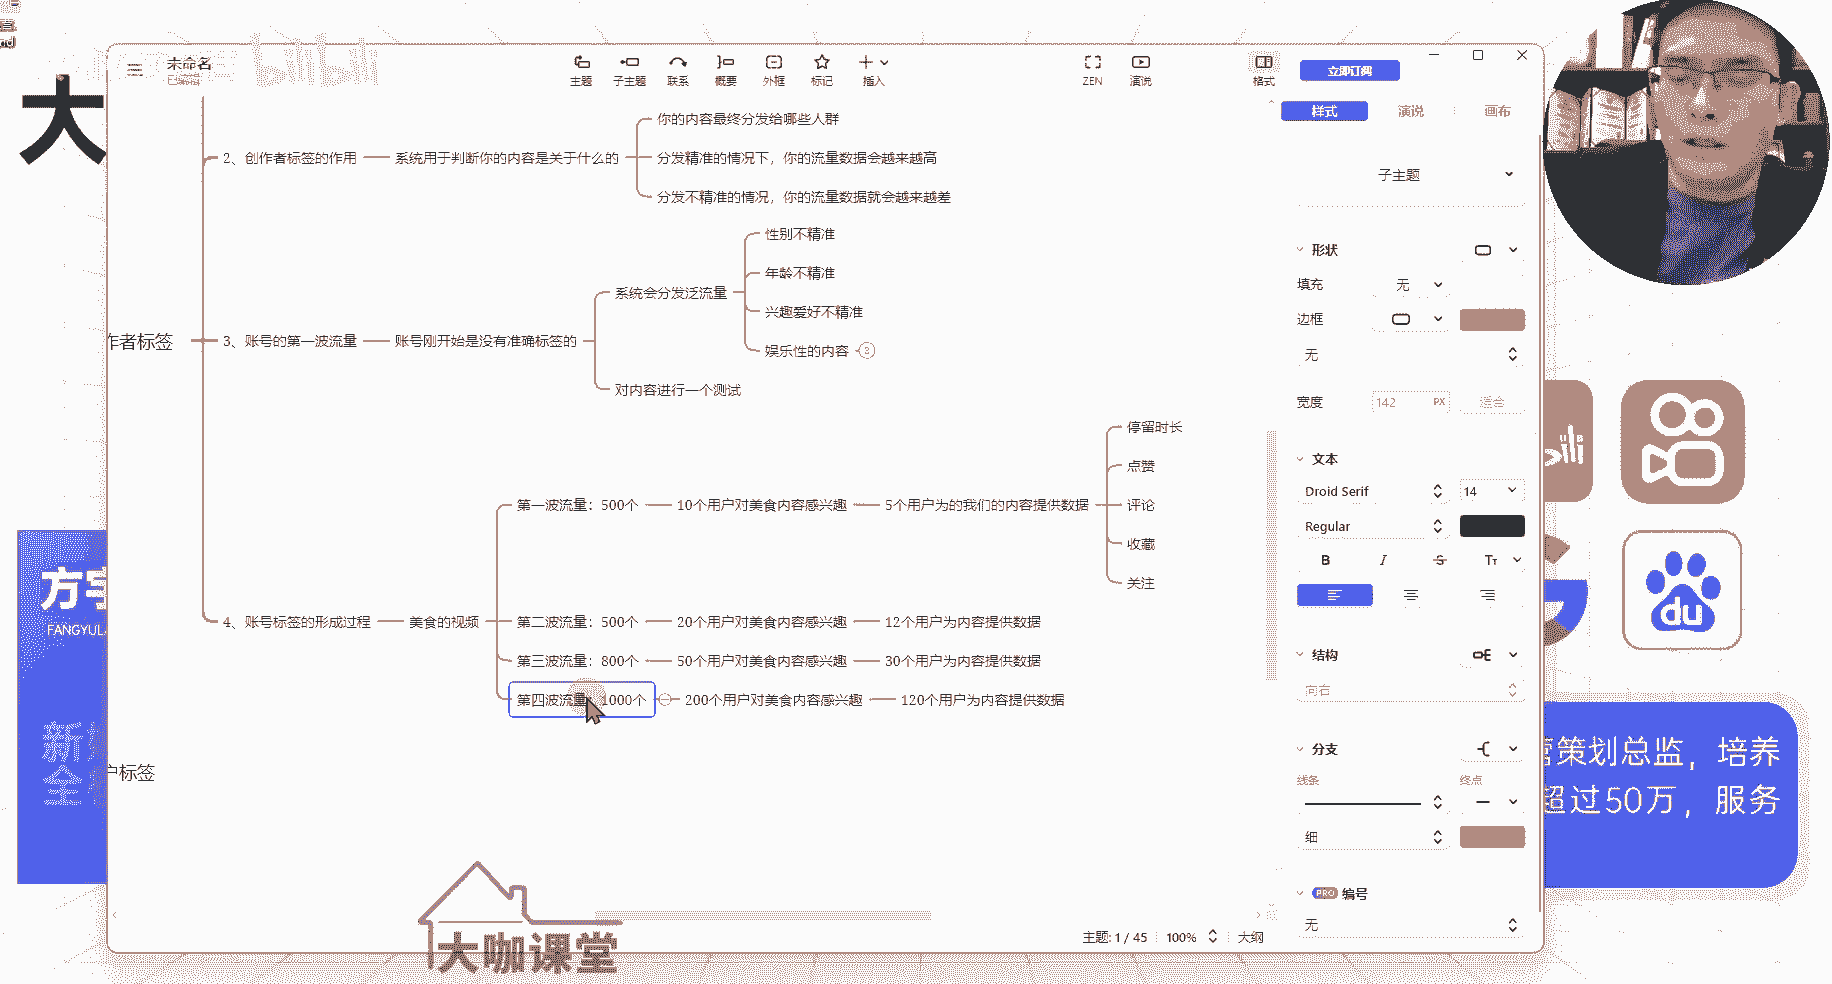 未命名
主题
子主题
联系
概要
外框
标记
插入
ZEN
演说
格式
立即订阅
样式
演说
画布
大
bilibili
作者标签
2、创作者标签的作用
系统用于判断你的内容是关于什么的
你的内容最终分发给哪些人群
分发精准的情况下，你的流量数据会越来越高
分发不精准的情况，你的流量数据就会越来越差
3、账号的第一波流量
账号刚开始是没有准确标签的
系统会分发泛流量
性别不精准
年龄不精准
兴趣爱好不精准
娱乐性的内容
2
对内容进行一个测试
4、账号标签的形成过程
美食的视频
第一波流量：500个
10个用户对美食内容感兴趣
5个用户为的我们的内容提供数据
停留时长
点赞
评论
收藏
关注
第二波流量：500个
20个用户对美食内容感兴趣
12个用户为内容提供数据
第三波流量：800个
50个用户对美食内容感兴趣
30个用户为内容提供数据
第四波流量：1000个
200个用户对美食内容感兴趣
120个用户为内容提供数据
户标签
子主题
形状
填充
无
边框
无
宽度
142
PX
文本
Droid Serif
14
Regular
B
I
S
Tт
结构
向右
分支
线条
终点
细
PRO
编号
无
主题: 1 / 45
100%
大纲
方宇
FANGYUL
新
全
du
营策划总监，培养
超过50万，服务
大咖课堂